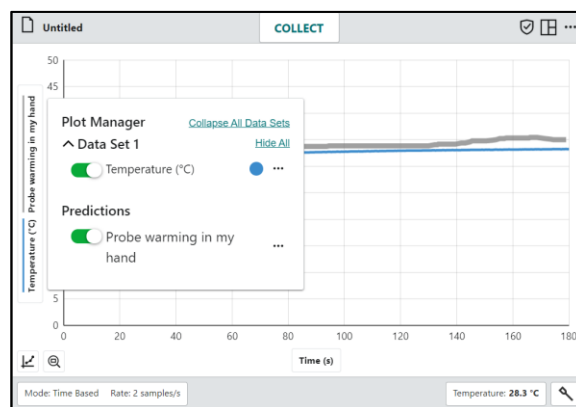 Untitled
COLLECT
50
45
Plot Manager
Collapse All Data Sets
Data Set 1
Hide All
Temperature (°C)
Predictions
Probe warming in my
hand
Probe warming in my hand
Temperature (°C)
5
0
0
20
40
60
80
100
120
140
160
180
Time (s)
Mode: Time Based Rate: 2 samples/s
Temperature: 28.3 °C